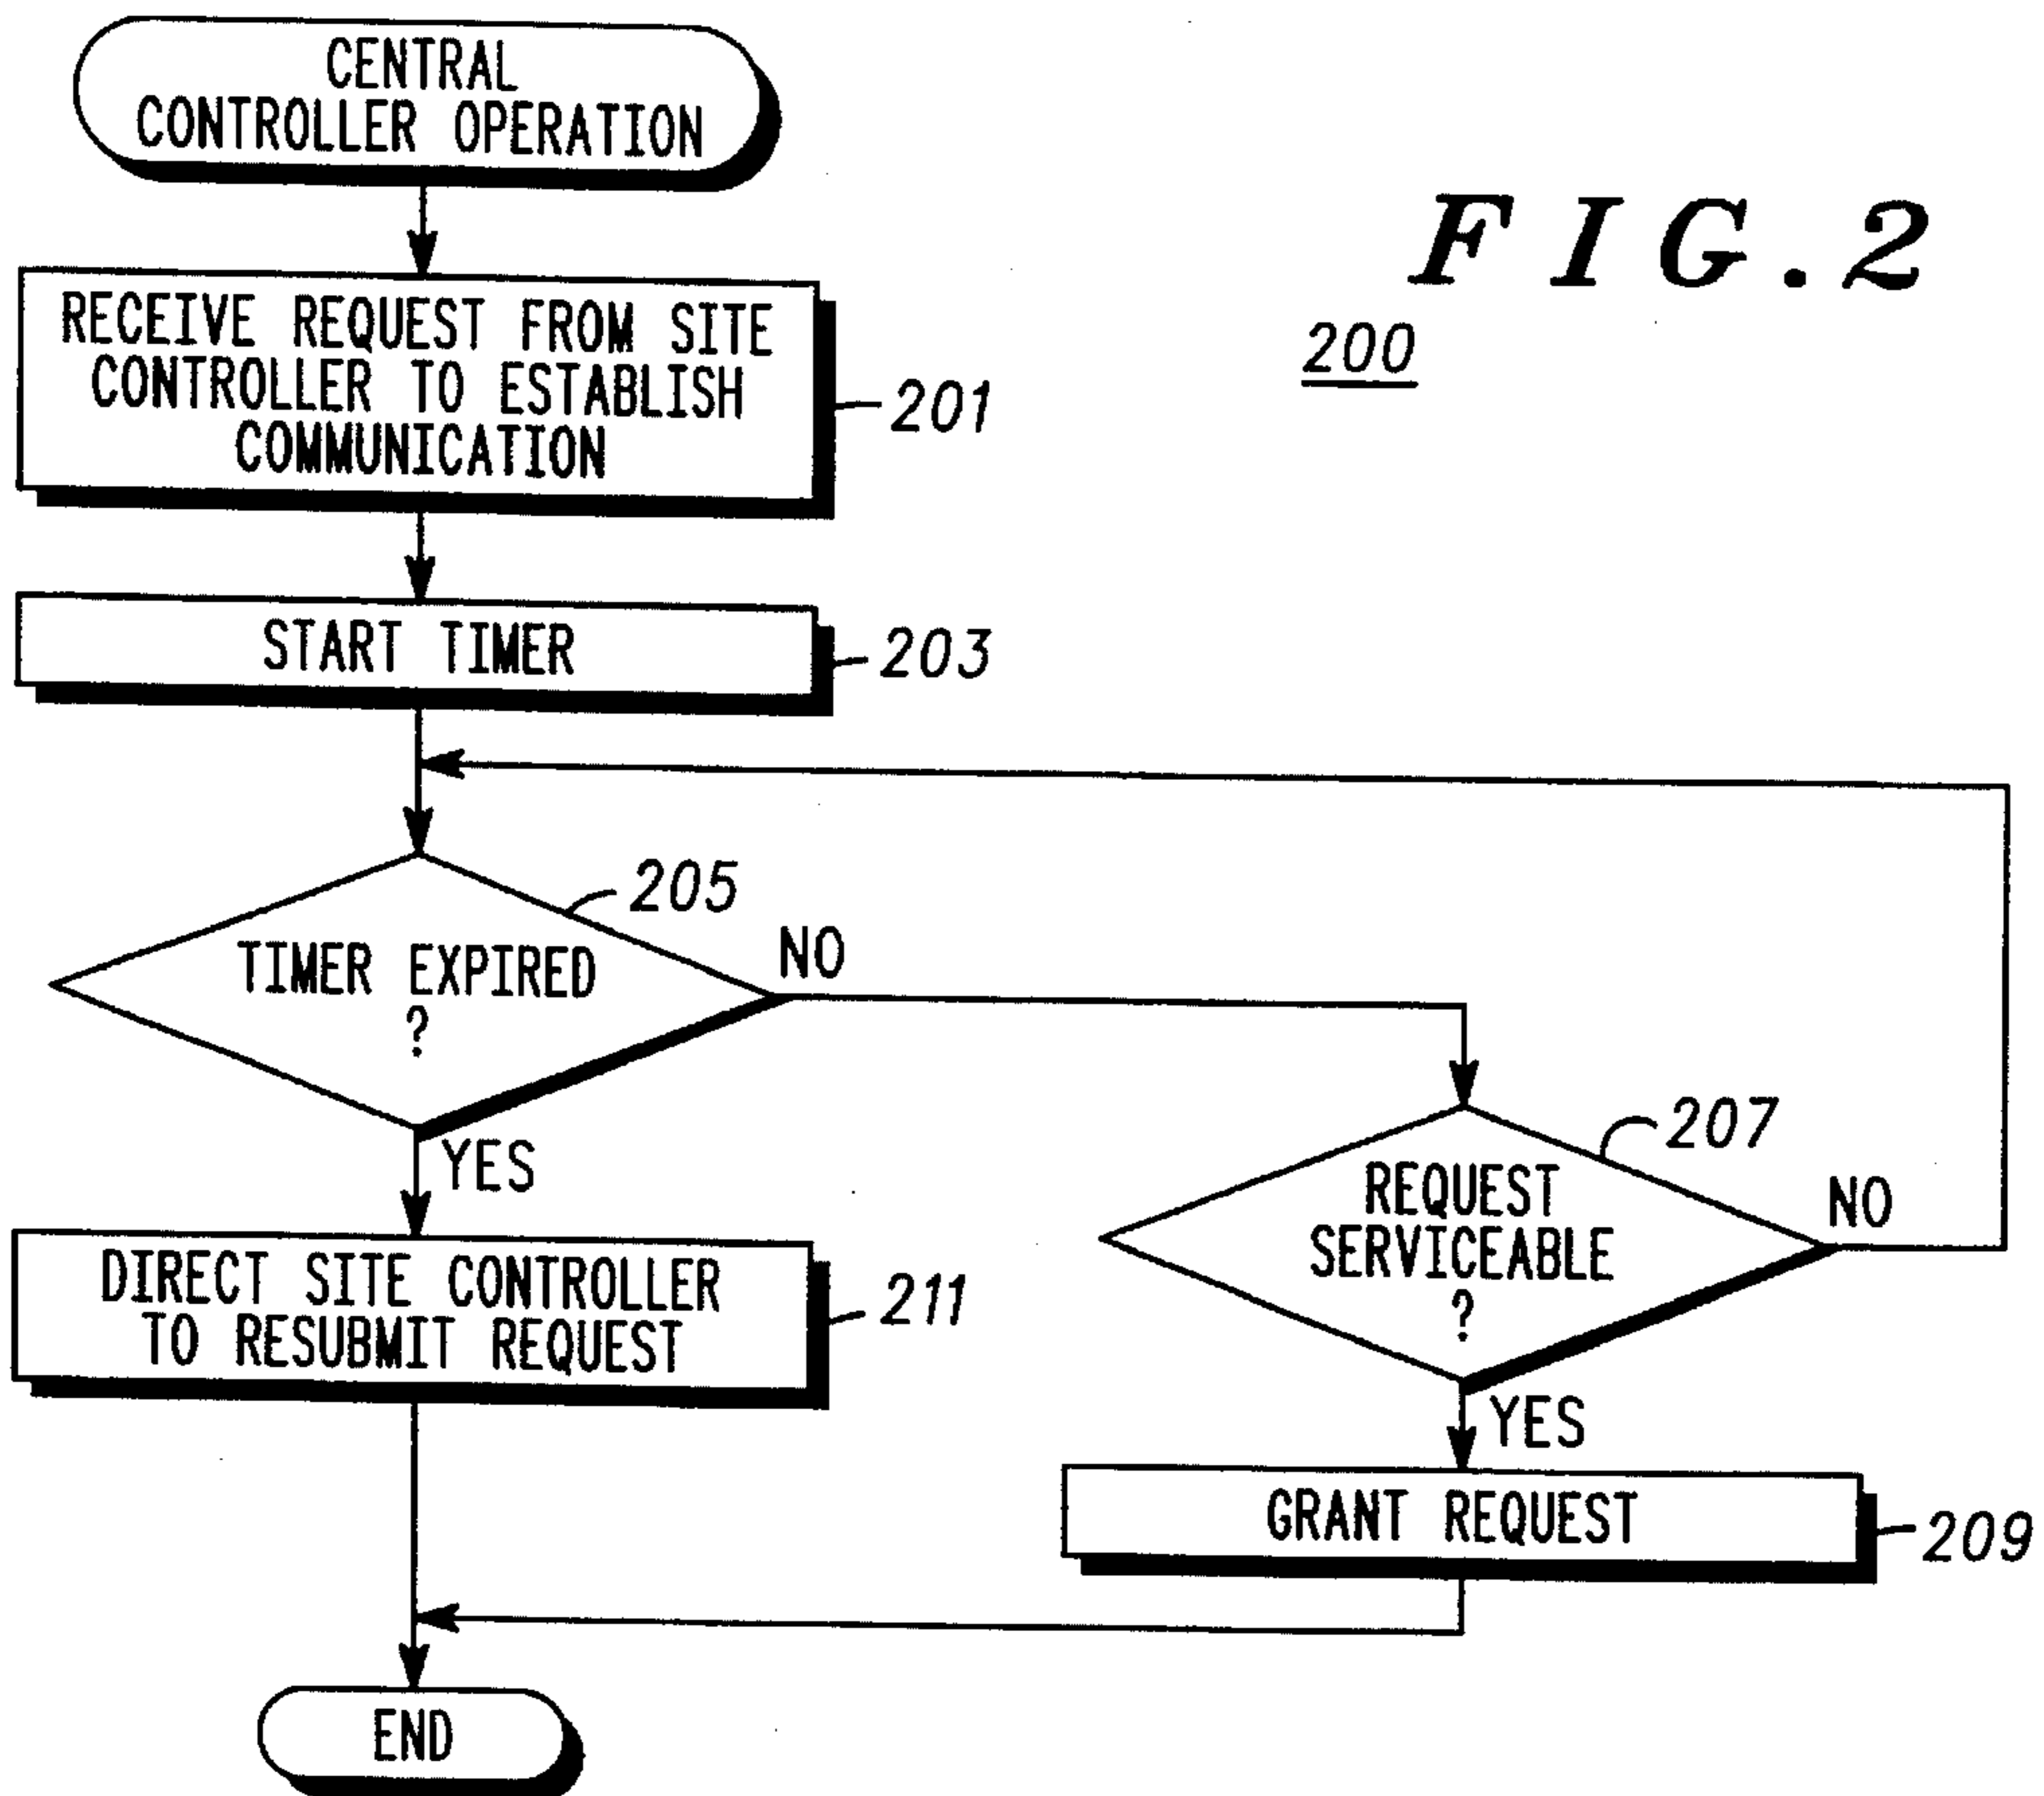 CENTRAL
CONTROLLER OPERATION
FIG.2
200
RECEIVE REQUEST FROM SITE
CONTROLLER TO ESTABLISH
COMMUNICATION
201
START TIMER
203
205
TIMER EXPIRED
?
NO
YES
207
REQUEST
SERVICEABLE
?
NO
YES
DIRECT SITE CONTROLLER
TO RESUBMIT REQUEST
211
GRANT REQUEST
209
END